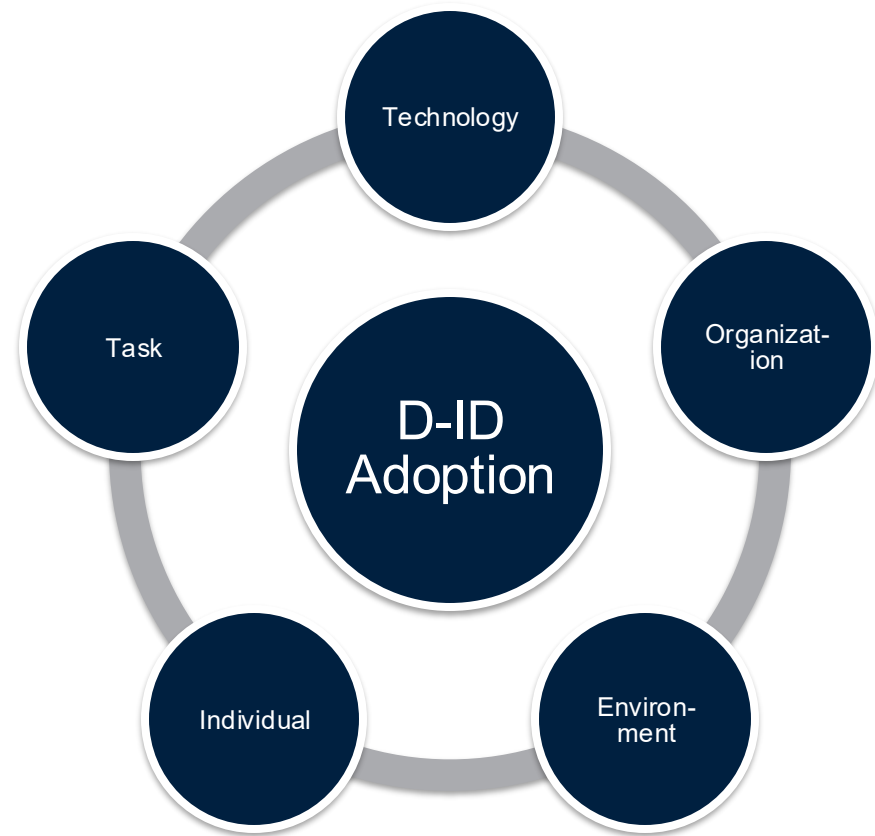 Technology
Organizat-
ion
Task
D-ID
Adoption
Individual
Environ-
ment